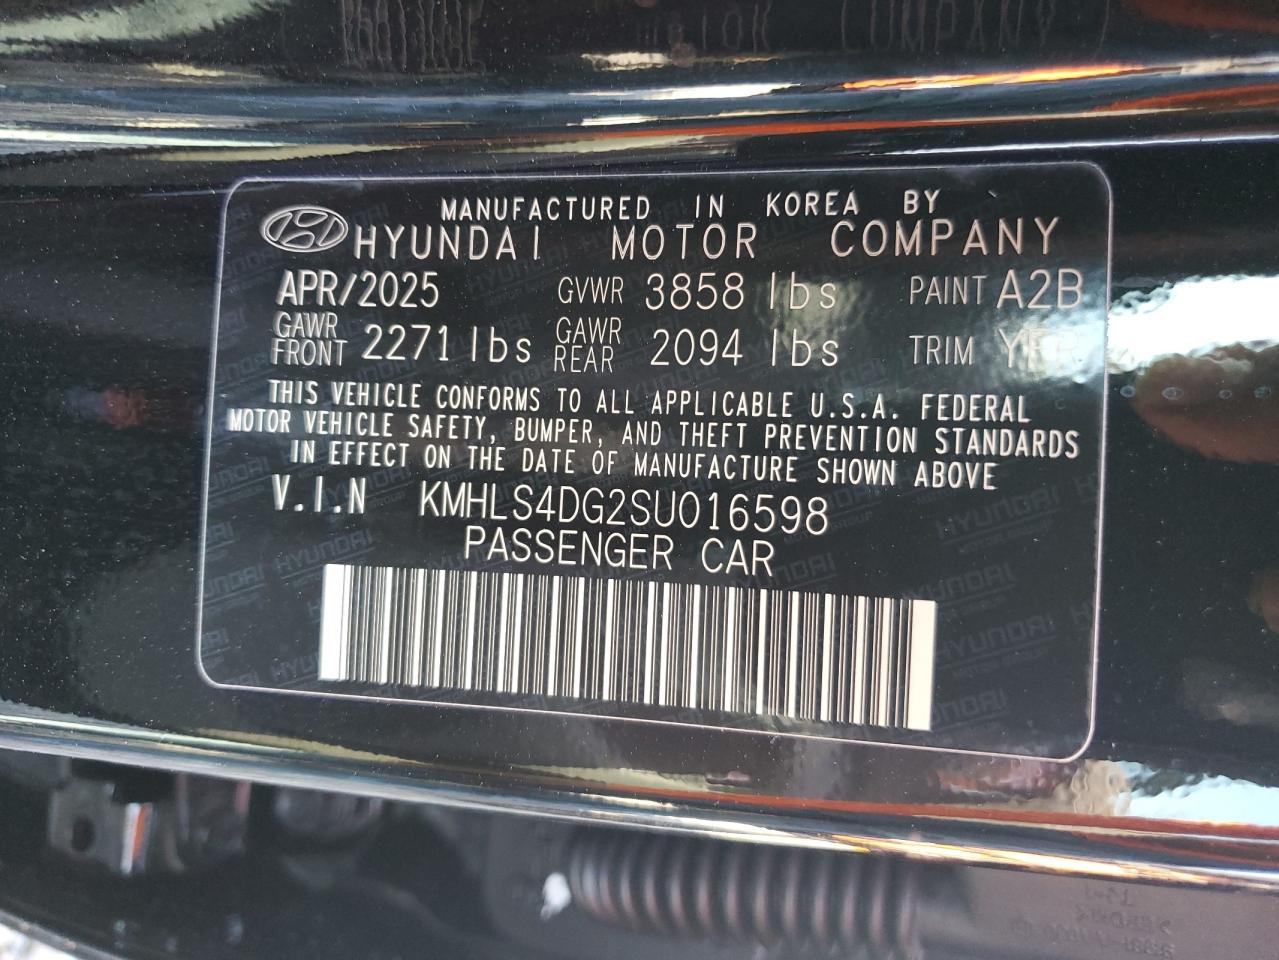 MANUFACTURED IN KOREA BY
HYUNDAI MOTOR COMPANY
APR/2025 GVWR 3858 lbs PAINT A2B
GAWR FRONT 2271 lbs GAWR REAR 2094 lbs TRIM
THIS VEHICLE CONFORMS TO ALL APPLICABLE U.S.A. FEDERAL
MOTOR VEHICLE SAFETY, BUMPER, AND THEFT PREVENTION STANDARDS
IN EFFECT ON THE DATE OF MANUFACTURE SHOWN ABOVE
V.I.N KMHLS4DG2SU016598
PASSENGER CAR